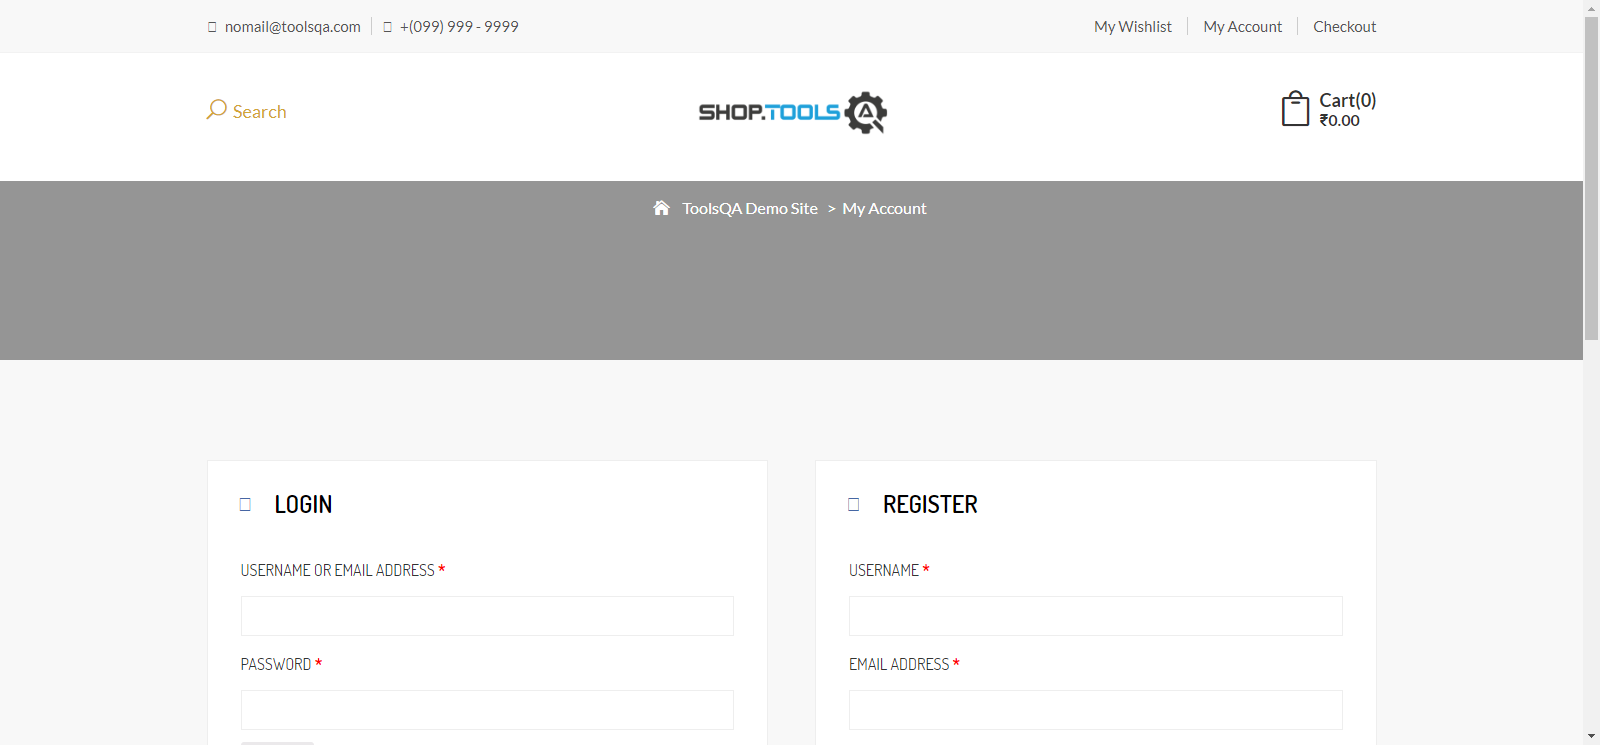 nomail@toolsqa.com
+(099) 999 - 9999
My Wishlist
My Account
Checkout
Search
SHOP.TOOLS QA
Cart(0)
₹0.00
ToolsQA Demo Site > My Account
LOGIN
USERNAME OR EMAIL ADDRESS *
PASSWORD *
REGISTER
USERNAME *
EMAIL ADDRESS *